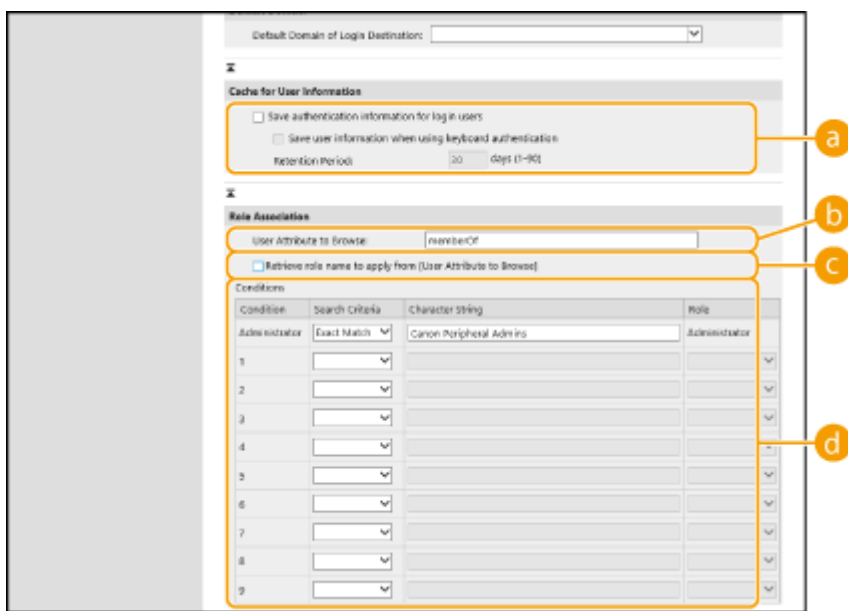 Default Domain of Login Destination:
Cache for User Information
Save authentication information for login users
Save user information when using keyboard authentication
Retention Period: 30 days (1-90)
a
Role Association
b
User Attribute to Browse: memberOf
c
Retrieve role name to apply from [User Attribute to Browse]
Conditions
Condition Search Criteria Character String Role
Administrator Exact Match Canon Peripheral Admins Administrator
1
2
3
4
d
5
6
7
8
9